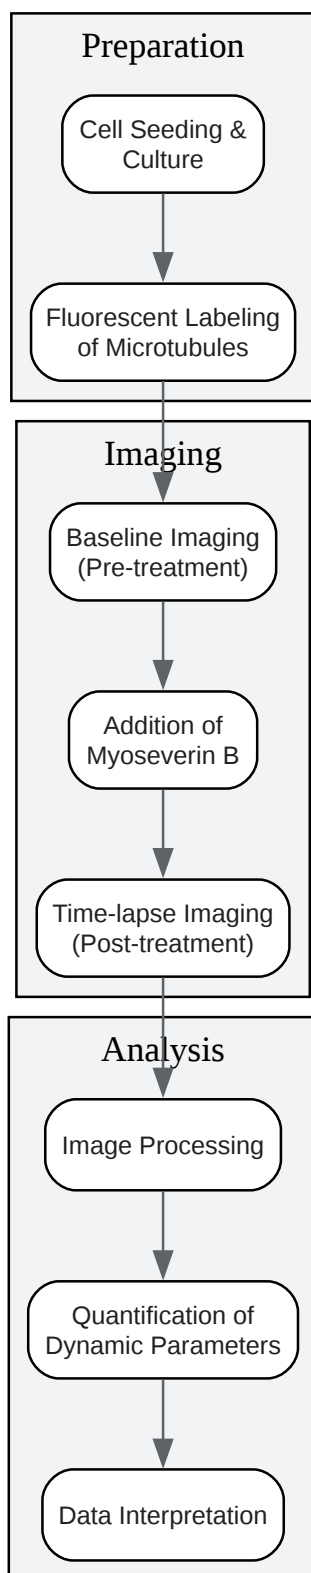 Preparation
Cell Seeding &
Culture
Fluorescent Labeling
of Microtubules
Imaging
Baseline Imaging
(Pre-treatment)
Addition of
Myoseverin B
Time-lapse Imaging
(Post-treatment)
Analysis
Image Processing
Quantification of
Dynamic Parameters
Data Interpretation